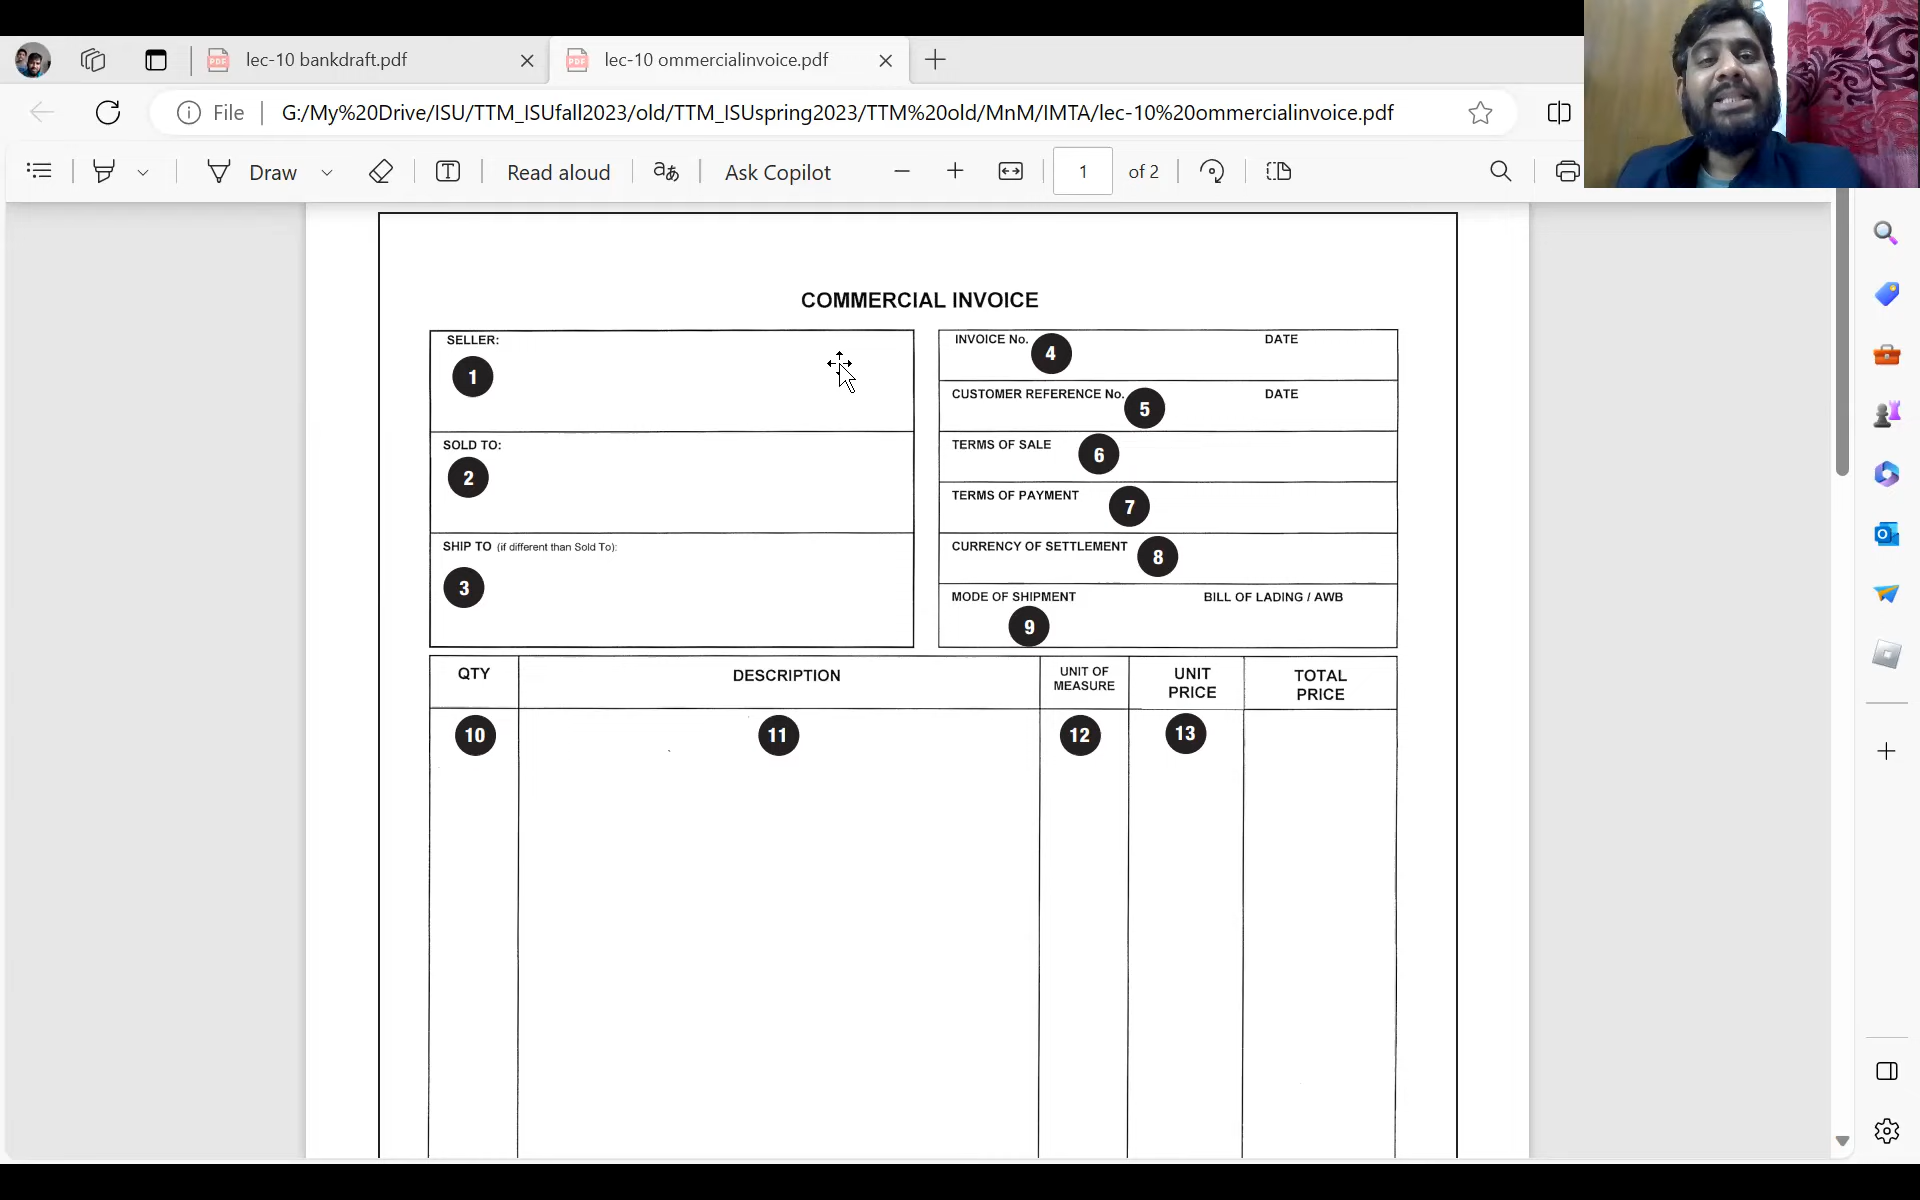 lec-10 bankdraft.pdf
lec-10 ommercialinvoice.pdf
File G:/My%20Drive/ISU/TTM_ISUfall2023/old/TTM_ISUspring2023/TTM%20old/MnM/IMTA/lec-10%20ommercialinvoice.pdf
Draw Read aloud aあ Ask Copilot 1 of 2
COMMERCIAL INVOICE
SELLER:
1
SOLD TO:
2
SHIP TO (if different than Sold To):
3
INVOICE No. 4 DATE
CUSTOMER REFERENCE No. 5 DATE
TERMS OF SALE 6
TERMS OF PAYMENT 7
CURRENCY OF SETTLEMENT 8
MODE OF SHIPMENT BILL OF LADING / AWB
9
QTY DESCRIPTION UNIT OF MEASURE UNIT PRICE TOTAL PRICE
10 11 12 13